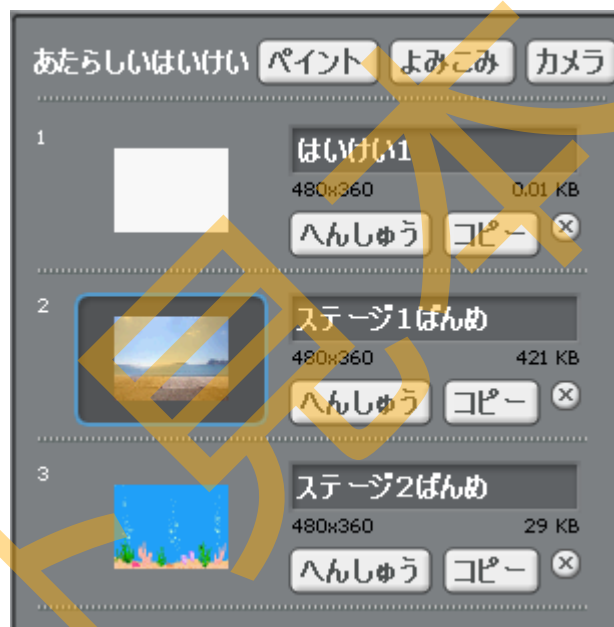 あたらしいはいけい ペイント よみこみ カメラ
1
はいけい1
480x360 0.01 KB
へんしゅう コピー
2
ステージ1ばんめ
480x360 421 KB
へんしゅう コピー
3
ステージ2ばんめ
480x360 29 KB
へんしゅう コピー